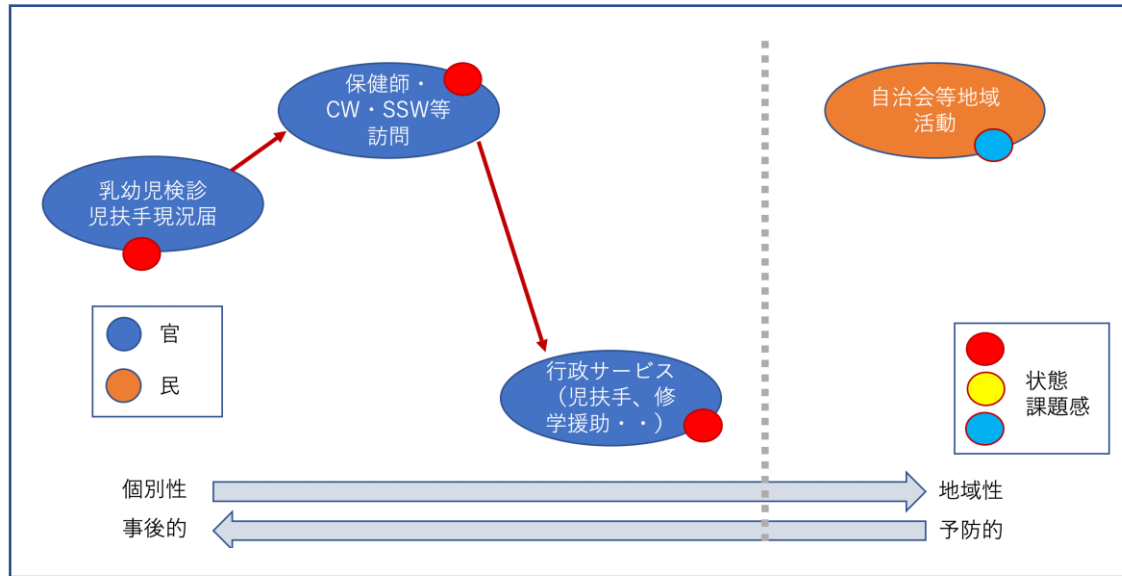 保健師・
CW・SSW等
訪問
自治会等地域
活動
乳幼児検診
児扶手現況届
官
民
行政サービス
（児扶手、修
学援助・・）
状態
課題感
個別性
地域性
事後的
予防的